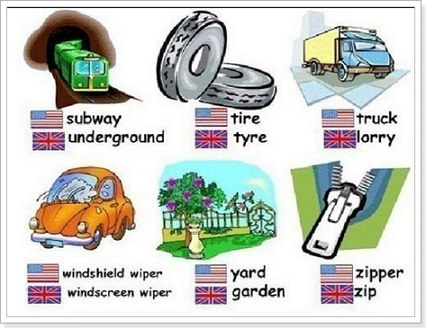 subway
underground
tire
tyre
truck
lorry
windshield wiper
windscreen wiper
yard
garden
zipper
zip